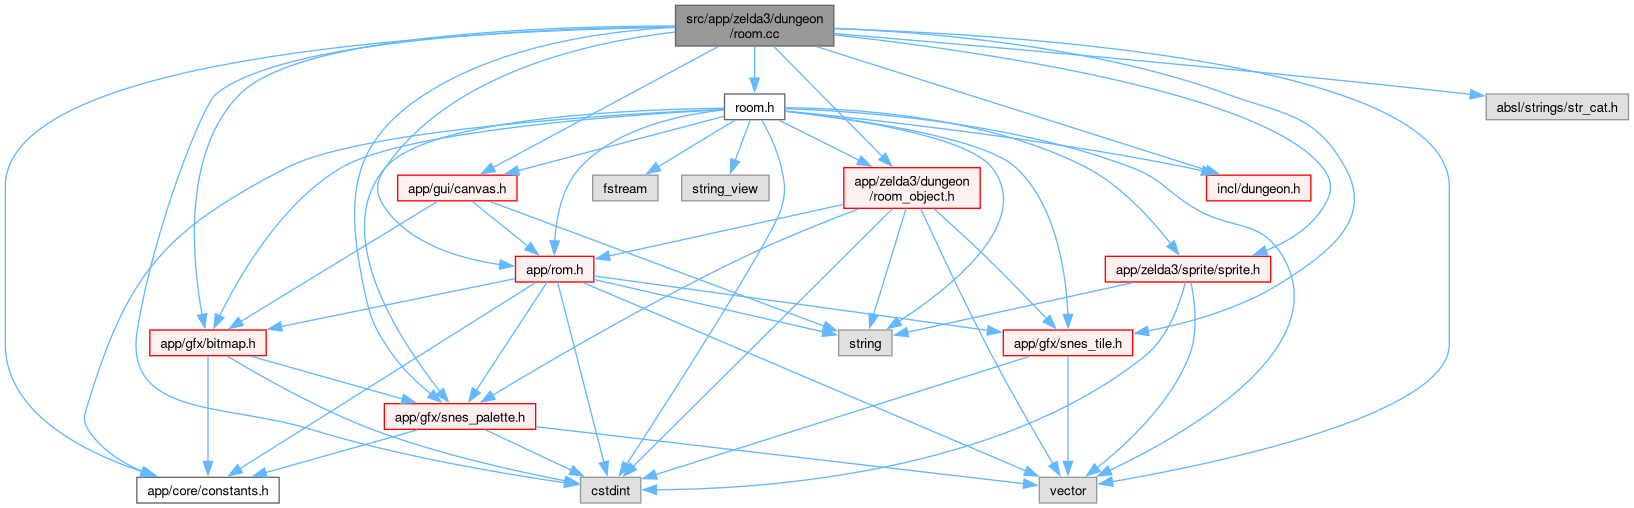 src/app/zelda3/dungeon
/room.cc
room.h
absl/strings/str_cat.h
app/gui/canvas.h
fstream
string_view
app/zelda3/dungeon
/room_object.h
incl/dungeon.h
app/rom.h
app/zelda3/sprite/sprite.h
app/gfx/bitmap.h
string
app/gfx/snes_tile.h
app/gfx/snes_palette.h
app/core/constants.h
cstdint
vector